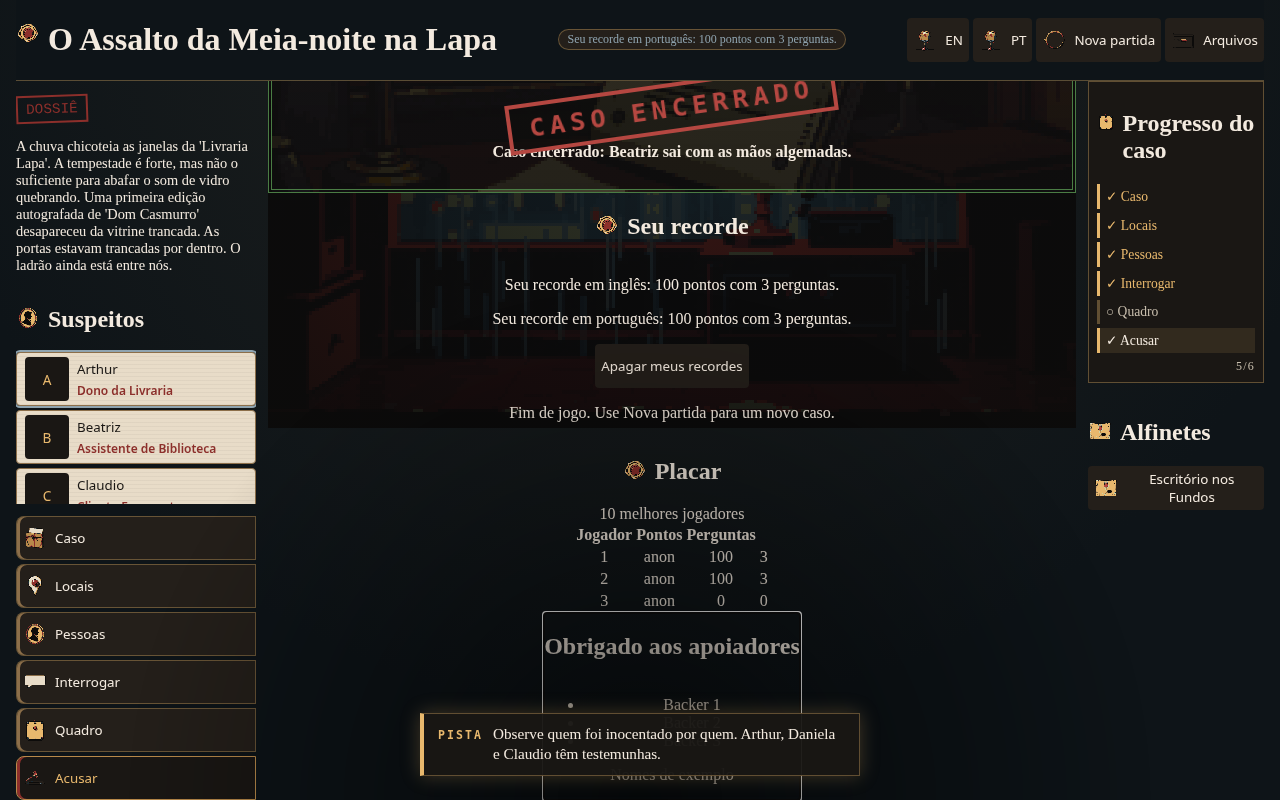 O Assalto da Meia-noite na Lapa
Seu recorde em português: 100 pontos com 3 perguntas.
EN
PT
Nova partida
Arquivos
DOSSIÊ
A chuva chicoteia as janelas da 'Livraria
Lapa'. A tempestade é forte, mas não o
suficiente para abafar o som de vidro
quebrando. Uma primeira edição
autografada de 'Dom Casmurro'
desapareceu da vitrine trancada. As
portas estavam trancadas por dentro. O
ladrão ainda está entre nós.
Suspeitos
A
Arthur
Dono da Livraria
B
Beatriz
Assistente de Biblioteca
C
Claudio
Caso
Locais
Pessoas
Interrogar
Quadro
Acusar
CASO ENCERRADO
Caso encerrado: Beatriz sai com as mãos algemadas.
Seu recorde
Seu recorde em inglês: 100 pontos com 3 perguntas.
Seu recorde em português: 100 pontos com 3 perguntas.
Apagar meus recordes
Fim de jogo. Use Nova partida para um novo caso.
Placar
10 melhores jogadores
Jogador Pontos Perguntas
1 anon 100 3
2 anon 100 3
3 anon 0 0
Obrigado aos apoiadores
• Backer 1
Backer 2
PISTA
Observe quem foi inocentado por quem. Arthur, Daniela
e Claudio têm testemunhas.
Nomes de exemplo
Progresso do
caso
✓ Caso
✓ Locais
✓ Pessoas
✓ Interrogar
○ Quadro
✓ Acusar
5/6
Alfinetes
Escritório nos
Fundos